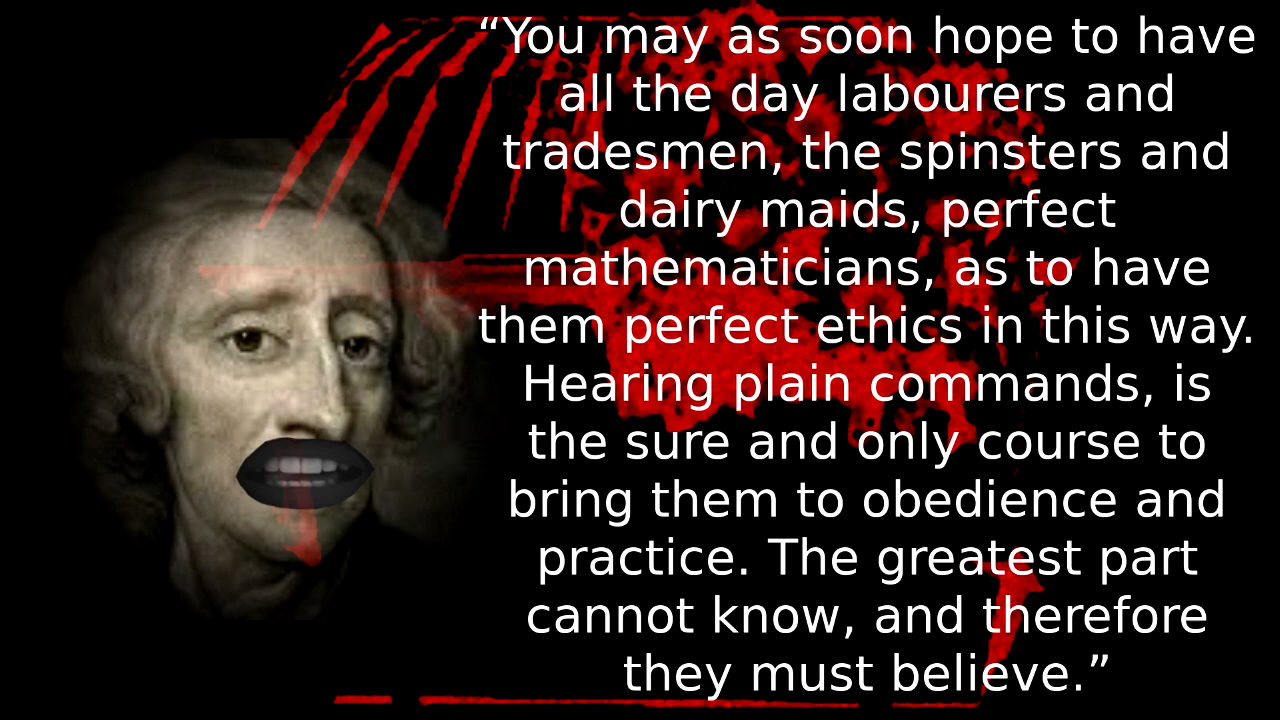 “You may as soon hope to have
all the day labourers and
tradesmen, the spinsters and
dairy maids, perfect
mathematicians, as to have
them perfect ethics in this way.
Hearing plain commands, is
the sure and only course to
bring them to obedience and
practice. The greatest part
cannot know, and therefore
they must believe.”